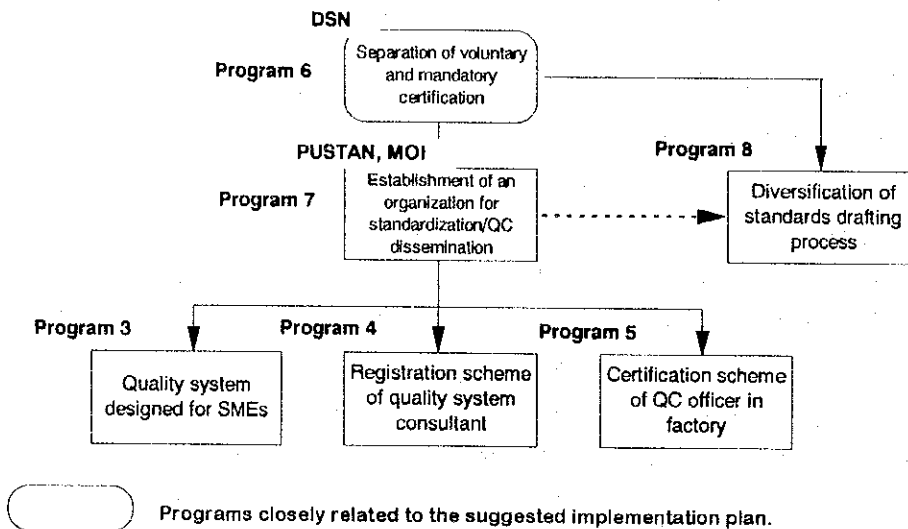 DSN
Program 6
Separation of voluntary
and mandatory
certification
PUSTAN, MOI
Program 8
Program 7
Establishment of an
organization for
standardization/QC
dissemination
Diversification of
standards drafting
process
Program 3
Program 4
Program 5
Quality system
designed for SMEs
Registration scheme
of quality system
consultant
Certification scheme
of QC officer in
factory
Programs closely related to the suggested implementation plan.